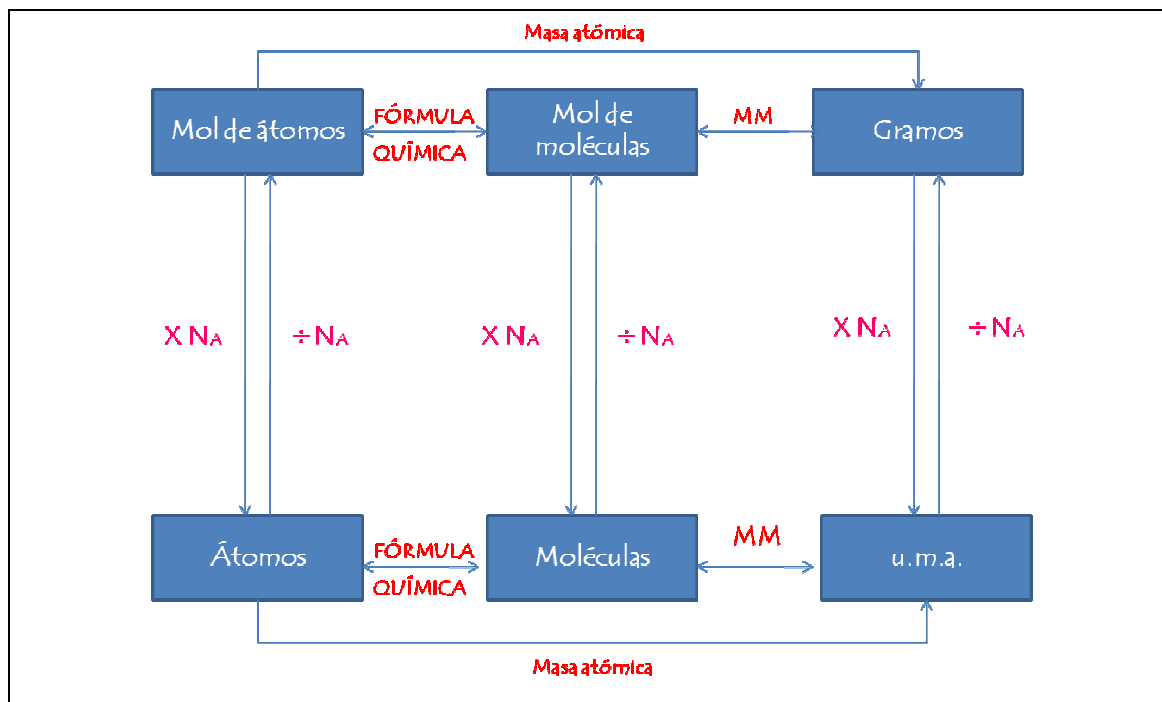 Masa atómica
Mol de átomos
FÓRMULA
QUÍMICA
Mol de
moléculas
MM
Gramos
X NA
÷ NA
X NA
÷ NA
X NA
÷ NA
Átomos
FÓRMULA
QUÍMICA
Moléculas
MM
u.m.a.
Masa atómica